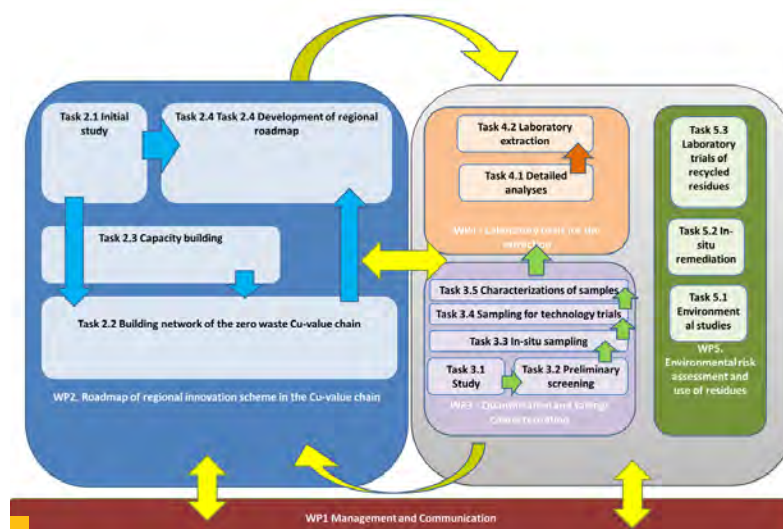 Task 2.1 Initial
study
Task 2.4 Task 2.4 Development of regional
roadmap
Task 2.3 Capacity building
Task 2.2 Building network of the zero waste Cu-value chain
WP2. Roadmap of regional innovation scheme in the Cu-value chain
Task 4.2 Laboratory
extraction
Task 4.1 Detailed
analyses
Task 3.5 Characterizations of samples
Task 3.4 Sampling for technology trials
Task 3.3 In-situ sampling
Task 3.1
Study
Task 3.2 Preliminary
screening
Task 5.3
Laboratory
trials of
recycled
residues
Task 5.2 In-
situ
remediation
Task 5.1
Environment
al studies
WP5.
Environmental risk
assessment and
use of residues
WP1 Management and Communication